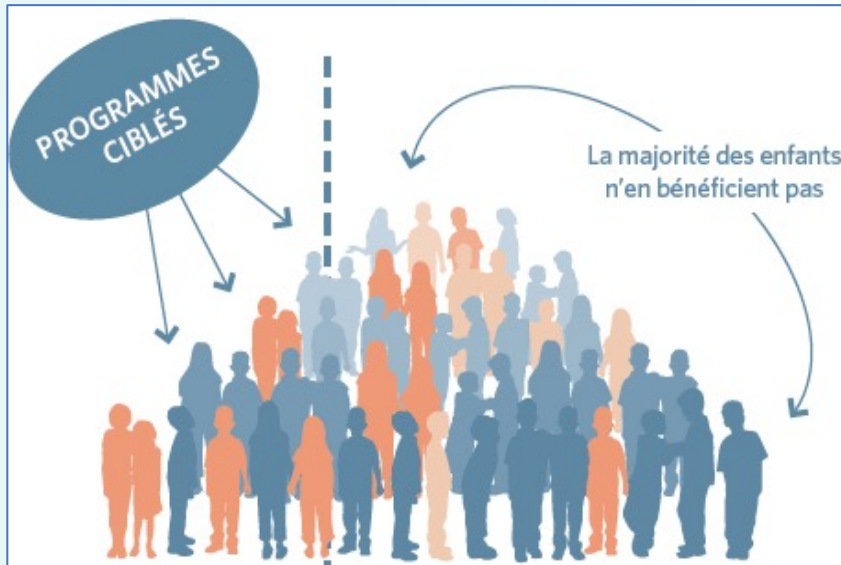 PROGRAMMES
CIBLÉS
La majorité des enfants
n'en bénéficient pas